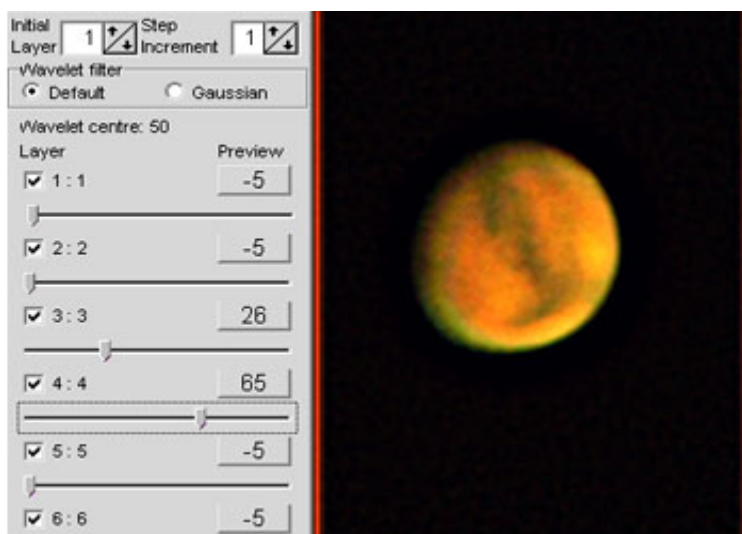 Initial Layer 1 Step Increment 1
Wavelet filter
Default Gaussian
Wavelet centre: 50
Layer Preview
1 : 1 -5
2 : 2 -5
3 : 3 26
4 : 4 65
5 : 5 -5
6 : 6 -5